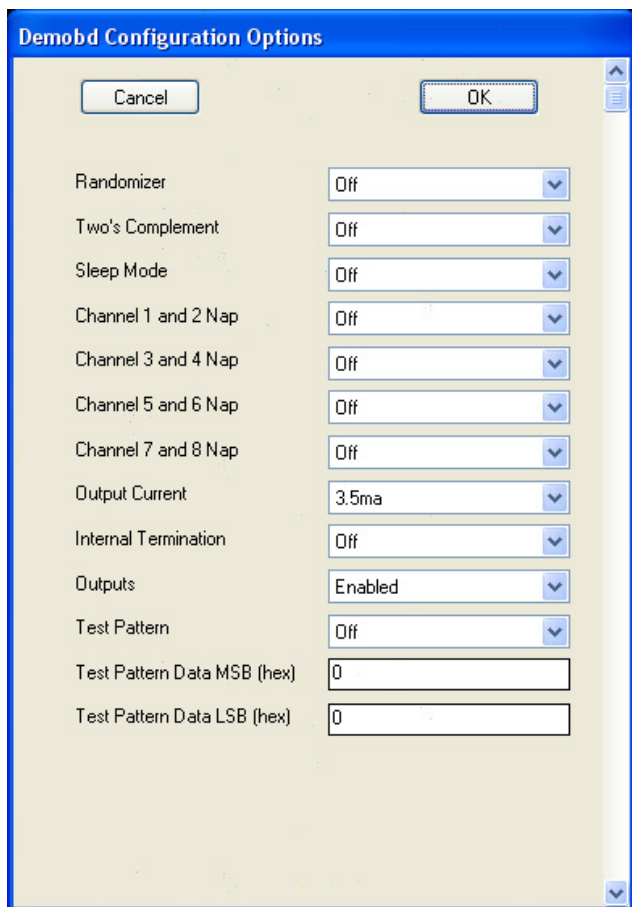 Demobd Configuration Options
Cancel OK
Randomizer Off
Two's Complement Off
Sleep Mode Off
Channel 1 and 2 Nap Off
Channel 3 and 4 Nap Off
Channel 5 and 6 Nap Off
Channel 7 and 8 Nap Off
Output Current 3.5ma
Internal Termination Off
Outputs Enabled
Test Pattern Off
Test Pattern Data MSB (hex) 0
Test Pattern Data LSB (hex) 0